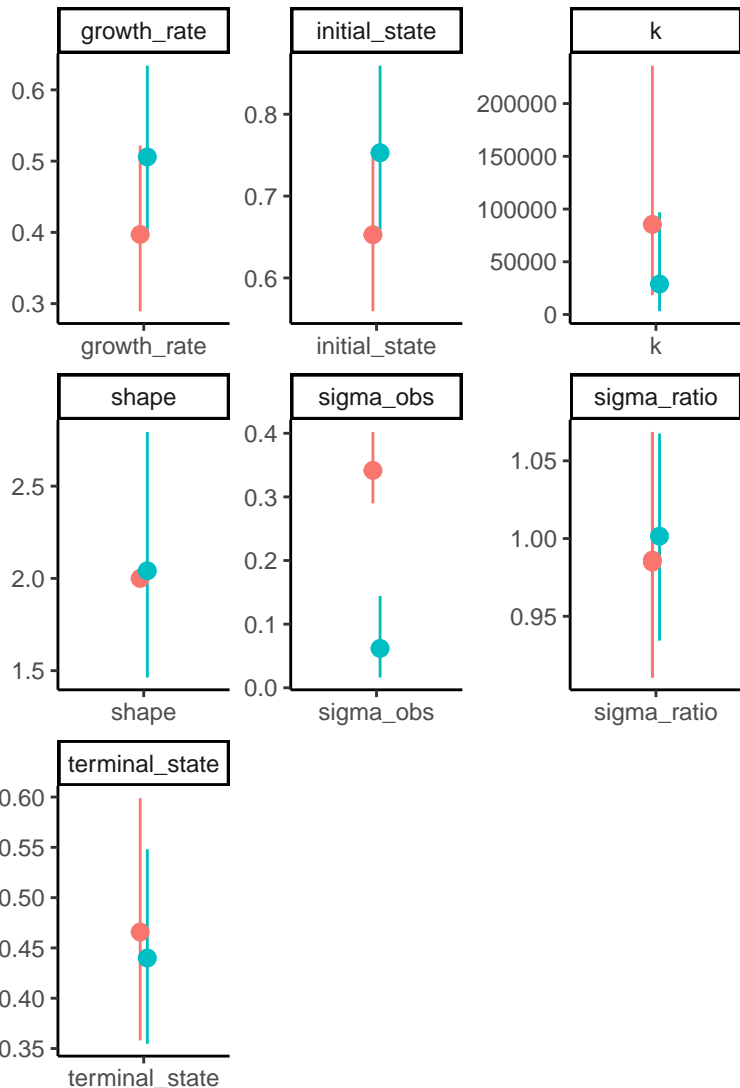 growth_rate
0.6
0.5
0.4
0.3
growth_rate
initial_state
0.8
0.7
0.6
initial_state
k
200000
150000
100000
50000
0
k
shape
2.5
2.0
1.5
shape
sigma_obs
0.4
0.3
0.2
0.1
0.0
sigma_obs
sigma_ratio
1.05
1.00
0.95
sigma_ratio
terminal_state
0.60
0.55
0.50
0.45
0.40
0.35
terminal_state